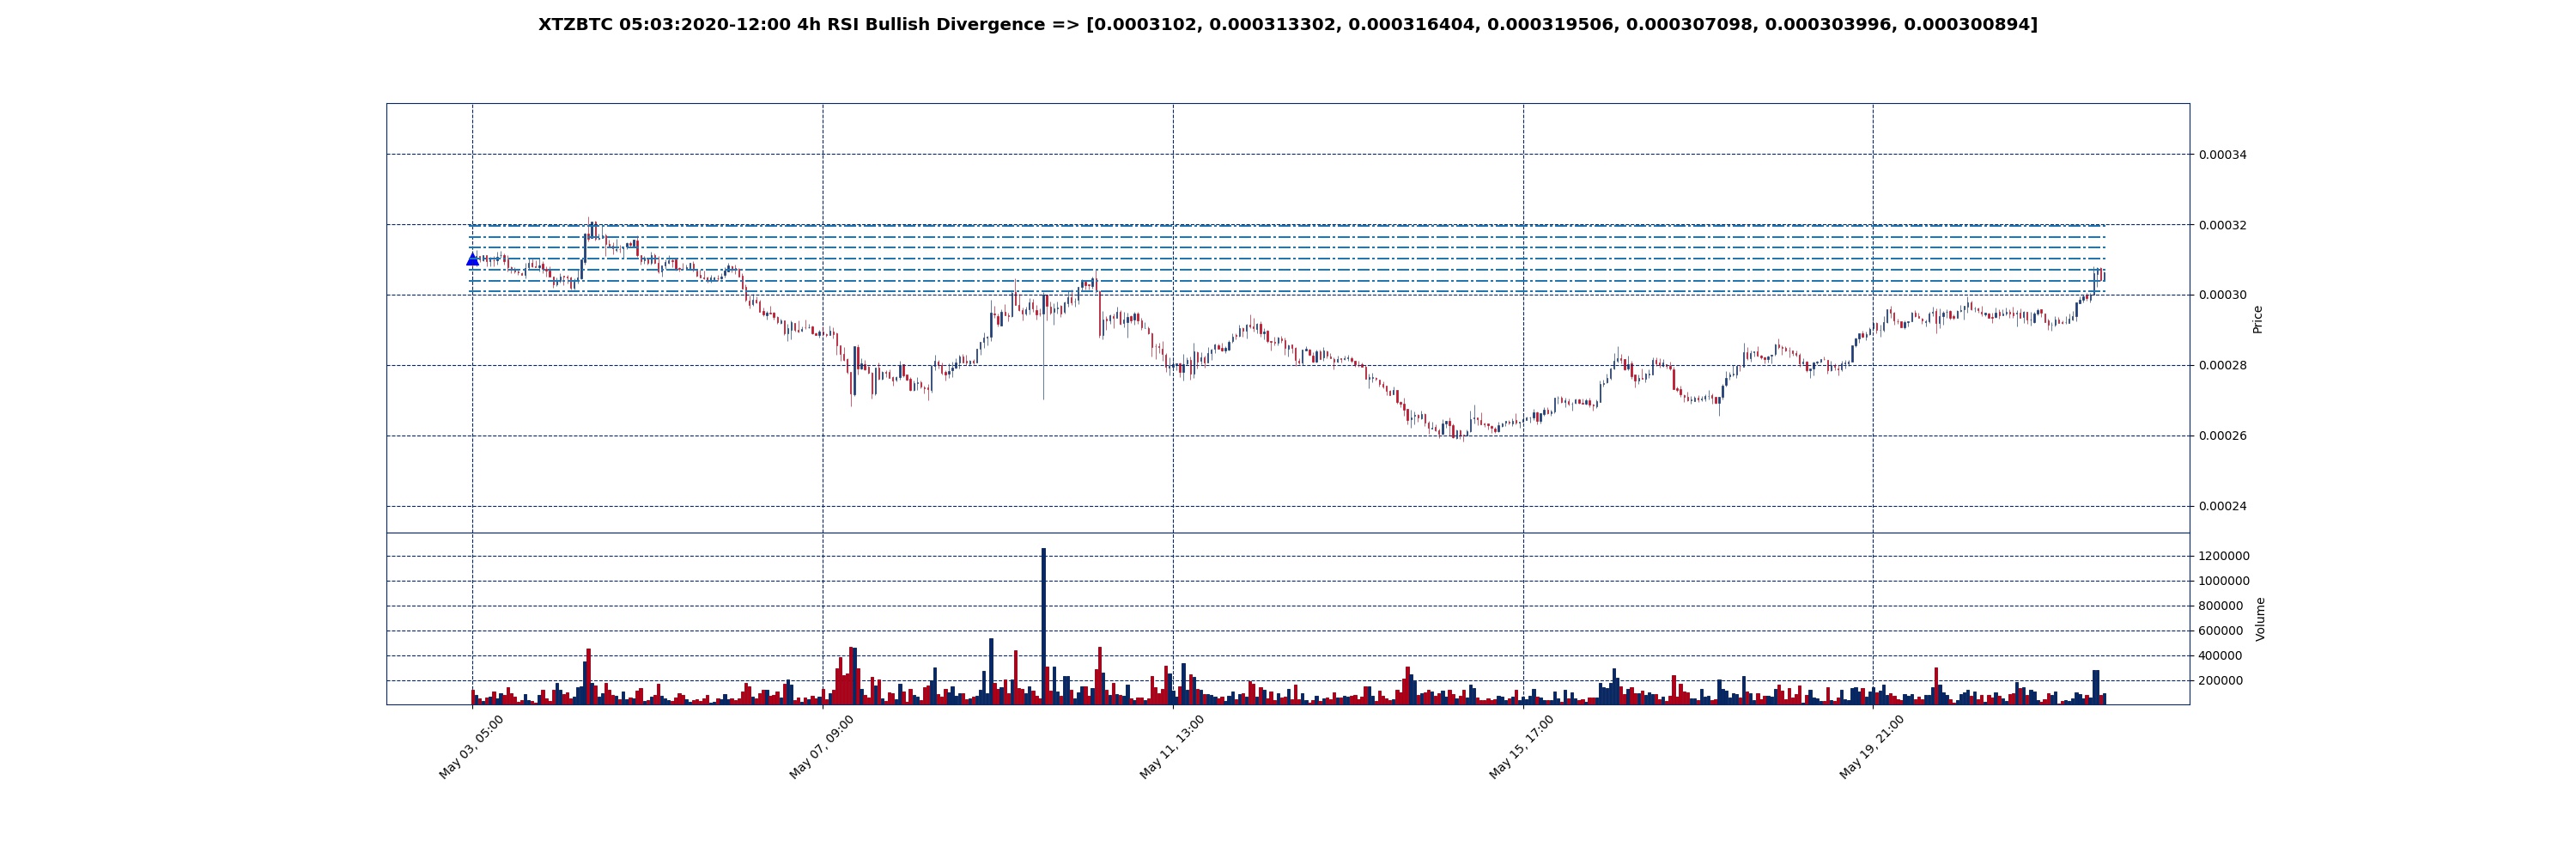 XTZBTC 05:03:2020-12:00 4h RSI Bullish Divergence => [0.0003102, 0.000313302, 0.000316404, 0.000319506, 0.000307098, 0.000303996, 0.000300894]
0.00034
0.00032
0.00030
0.00028
0.00026
0.00024
Price
1200000
1000000
800000
600000
400000
200000
Volume
May 03, 05:00
May 07, 09:00
May 11, 13:00
May 15, 17:00
May 19, 21:00